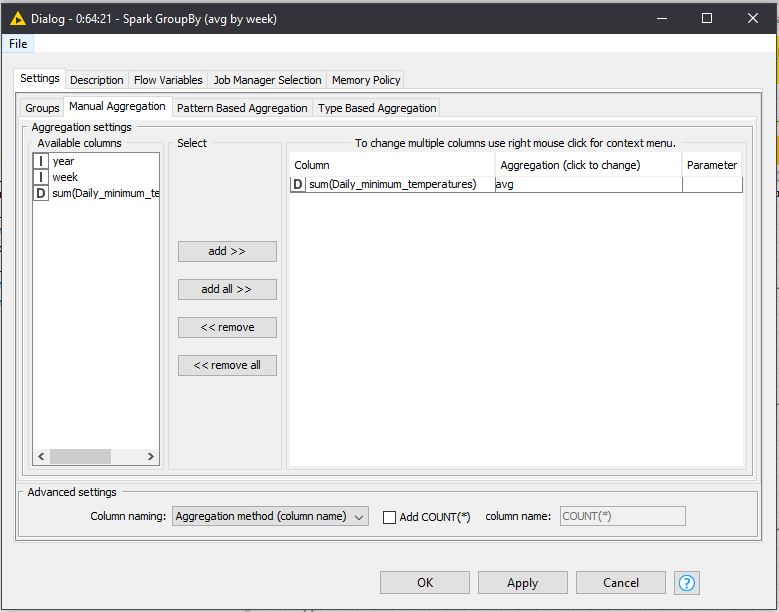 Dialog - 0:64:21 - Spark GroupBy (avg by week)
File
Settings Description Flow Variables Job Manager Selection Memory Policy
Groups Manual Aggregation Pattern Based Aggregation Type Based Aggregation
Aggregation settings
Available columns
I year
I week
D sum(Daily_minimum_te
Select
add >>
add all >>
<< remove
<< remove all
To change multiple columns use right mouse click for context menu.
Column Aggregation (click to change) Parameter
D sum(Daily_minimum_temperatures) avg
Advanced settings
Column naming: Aggregation method (column name) Add COUNT(*) column name: COUNT(*)
OK Apply Cancel ?